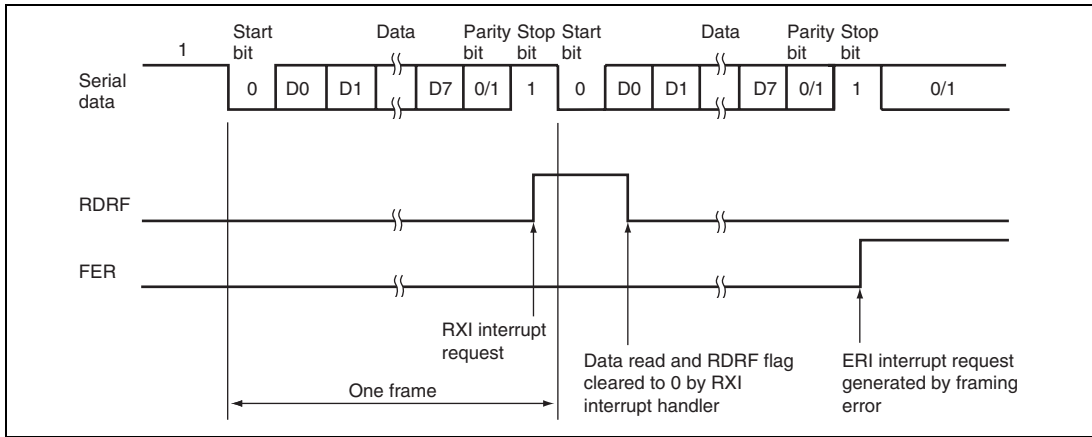 Start bit
Data
Parity bit
Stop bit
Start bit
Data
Parity bit
Stop bit
1
Serial data
0 D0 D1 D7 0/1 1 0 D0 D1 D7 0/1 1 0/1
RDRF
FER
RXI interrupt
request
Data read and RDRF flag
cleared to 0 by RXI
interrupt handler
ERI interrupt request
generated by framing
error
One frame